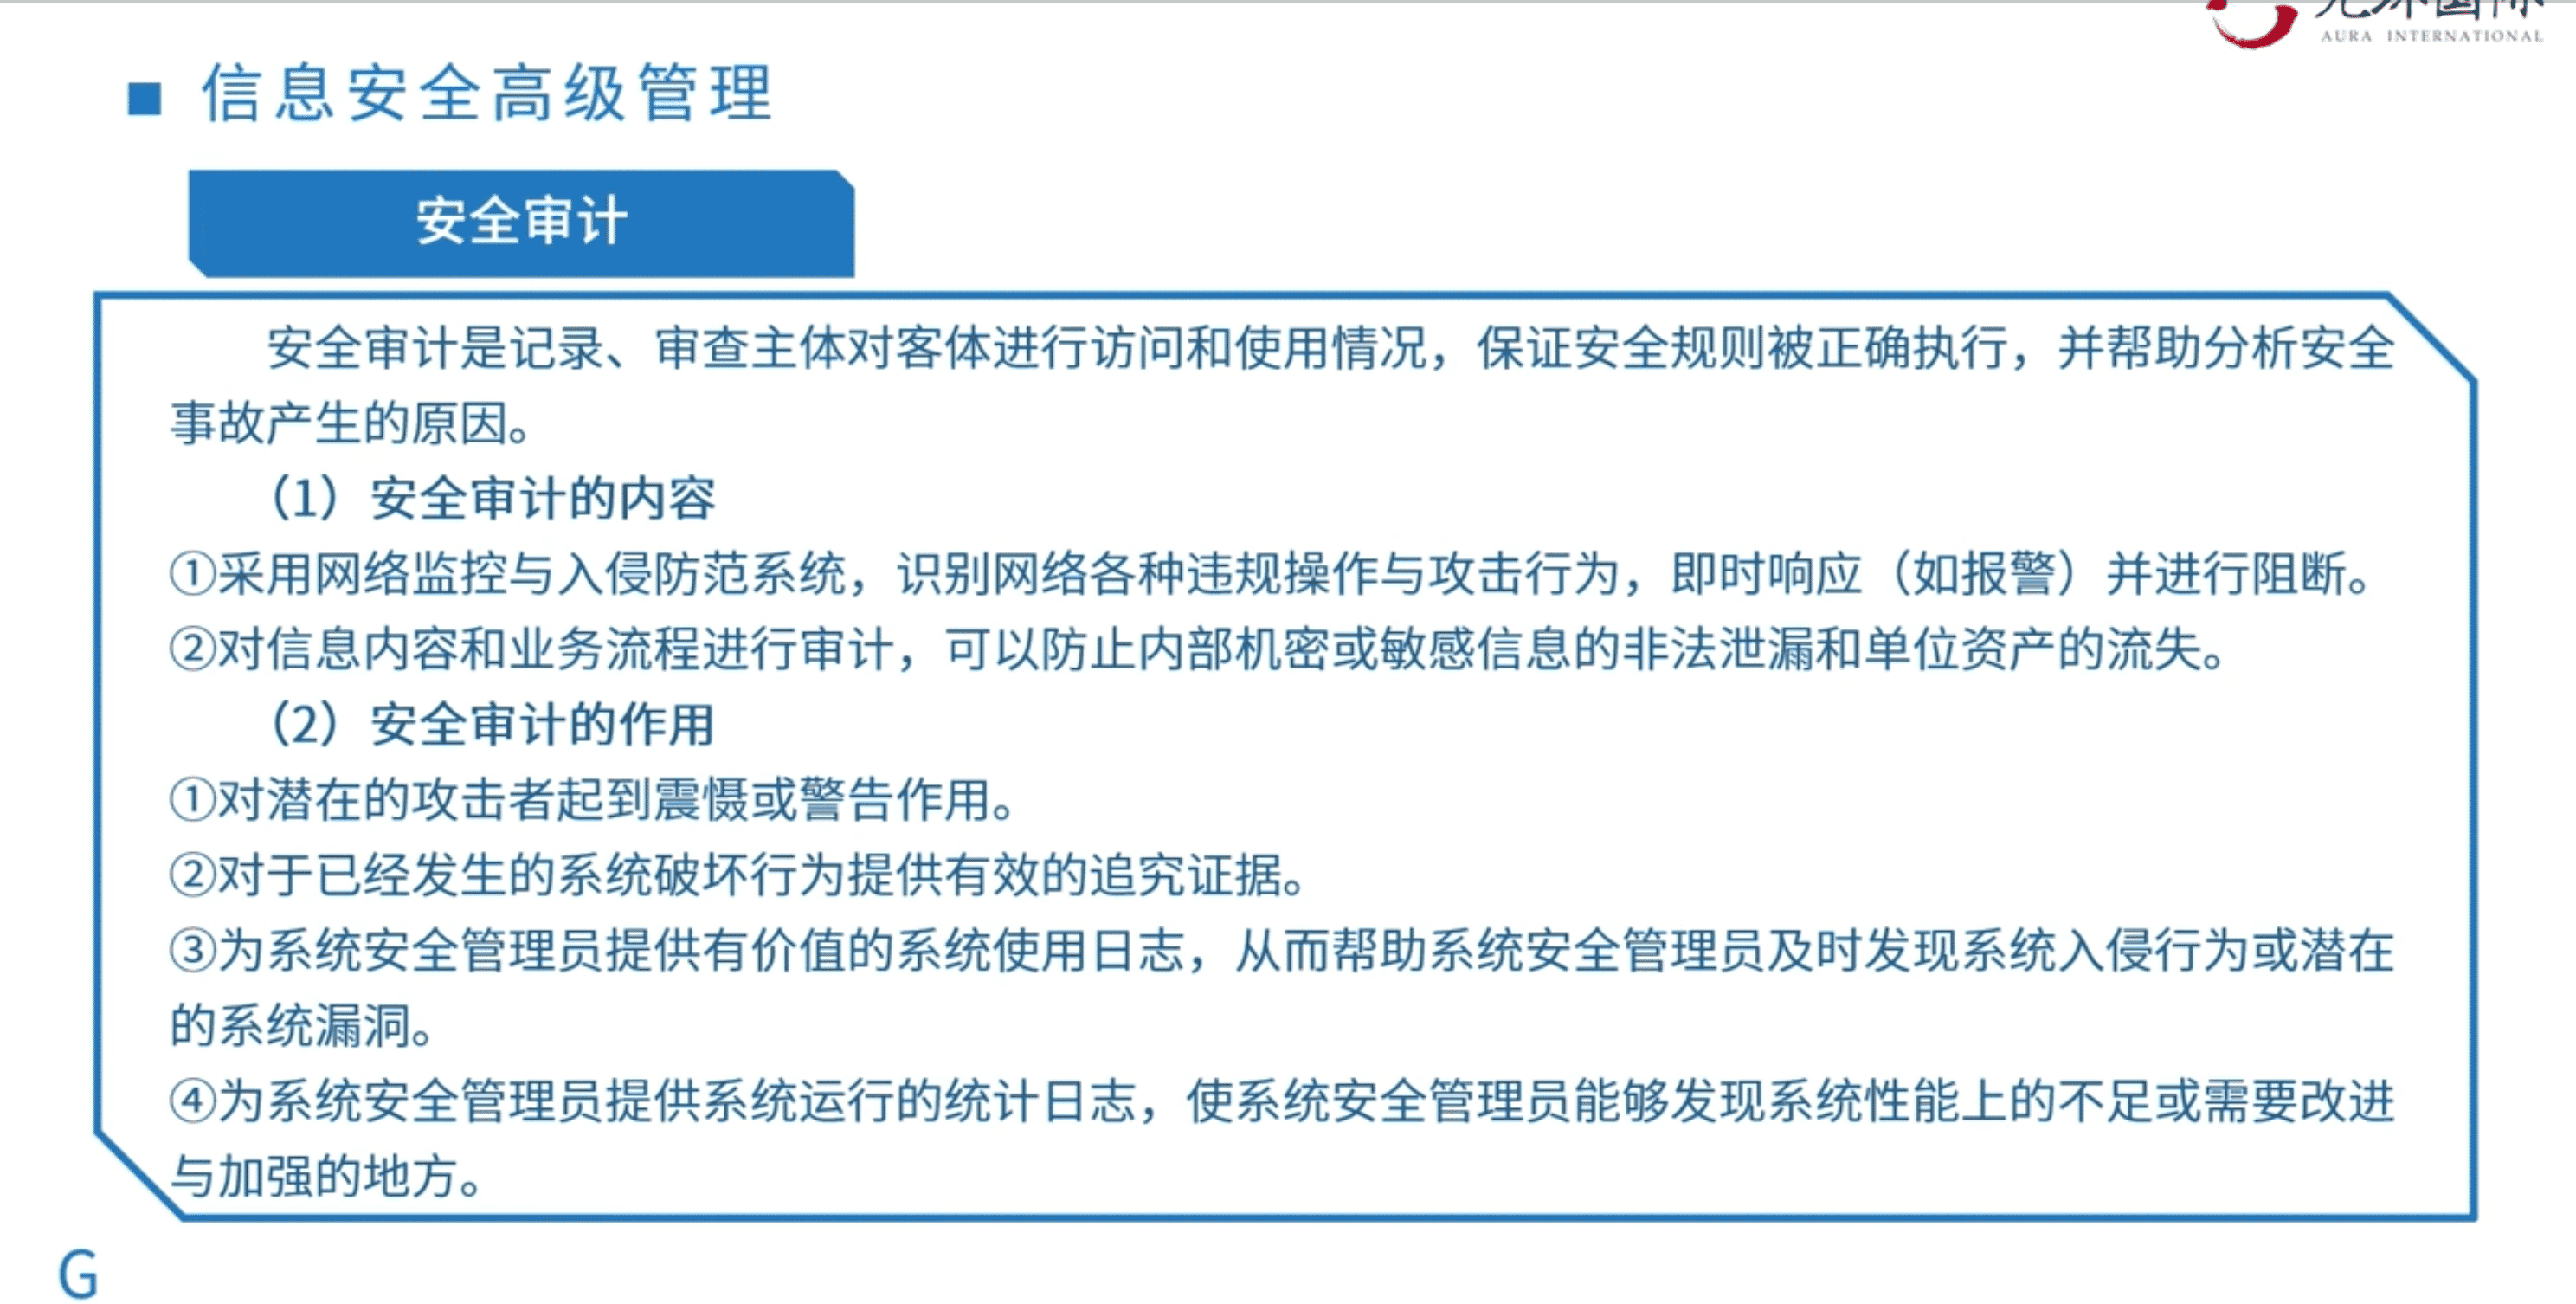 AURA INTERNATIONAL
信息安全高级管理
安全审计
安全审计是记录、审查主体对客体进行访问和使用情况，保证安全规则被正确执行，并帮助分析安全
事故产生的原因。
（1）安全审计的内容
①采用网络监控与入侵防范系统，识别网络各种违规操作与攻击行为，即时响应（如报警）并进行阻断。
②对信息内容和业务流程进行审计，可以防止内部机密或敏感信息的非法泄漏和单位资产的流失。
（2）安全审计的作用
①对潜在的攻击者起到震慑或警告作用。
②对于已经发生的系统破坏行为提供有效的追究证据。
③为系统安全管理员提供有价值的系统使用日志，从而帮助系统安全管理员及时发现系统入侵行为或潜在
的系统漏洞。
④为系统安全管理员提供系统运行的统计日志，使系统安全管理员能够发现系统性能上的不足或需要改进
与加强的地方。
G